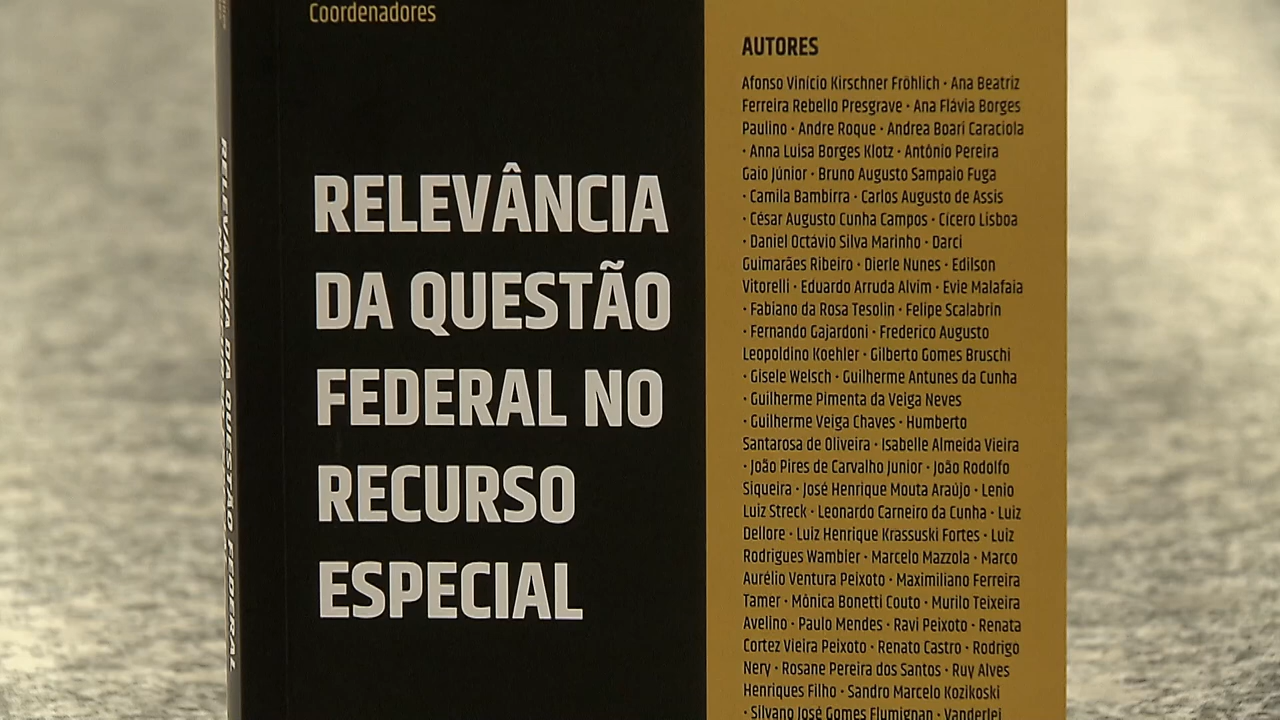 Coordenadores
RELEVÂNCIA
DA QUESTÃO
FEDERAL NO
RECURSO
ESPECIAL
AUTORES
Afonso Vinício Kirschner Fröhlich · Ana Beatriz
Ferreira Rebello Presgrave · Ana Flávia Borges
Paulino · Andre Roque · Andrea Boari Caraciola
· Anna Luisa Borges Klotz · Antônio Pereira
Gaio Júnior · Bruno Augusto Sampaio Fuga
· Camila Bambirra · Carlos Augusto de Assis
· César Augusto Cunha Campos · Cícero Lisboa
· Daniel Octávio Silva Marinho · Darci
Guimarães Ribeiro · Dierle Nunes · Edilson
Vitorelli · Eduardo Arruda Alvim · Evie Malafaia
· Fabiano da Rosa Tesolin · Felipe Scalabrin
· Fernando Gajardoni · Frederico Augusto
Leopoldino Koehler · Gilberto Gomes Bruschi
· Gisele Welsch · Guilherme Antunes da Cunha
· Guilherme Pimenta da Veiga Neves
· Guilherme Veiga Chaves · Humberto
Santarosa de Oliveira · Isabelle Almeida Vieira
· João Pires de Carvalho Junior · João Rodolfo
Siqueira · José Henrique Mouta Araújo · Lenio
Luiz Streck · Leonardo Carneiro da Cunha · Luiz
Dellore · Luiz Henrique Krassuski Fortes · Luiz
Rodrigues Wambier · Marcelo Mazzola · Marco
Aurélio Ventura Peixoto · Maximiliano Ferreira
Tamer · Mônica Bonetti Couto · Murilo Teixeira
Avelino · Paulo Mendes · Ravi Peixoto · Renata
Cortez Vieira Peixoto · Renato Castro · Rodrigo
Nery · Rosane Pereira dos Santos · Ruy Alves
Henriques Filho · Sandro Marcelo Kozikoski
· Silvano José Gomes Flumignan · Vanderlei
RELEVÂNCIA DA QUESTÃO FEDERAL